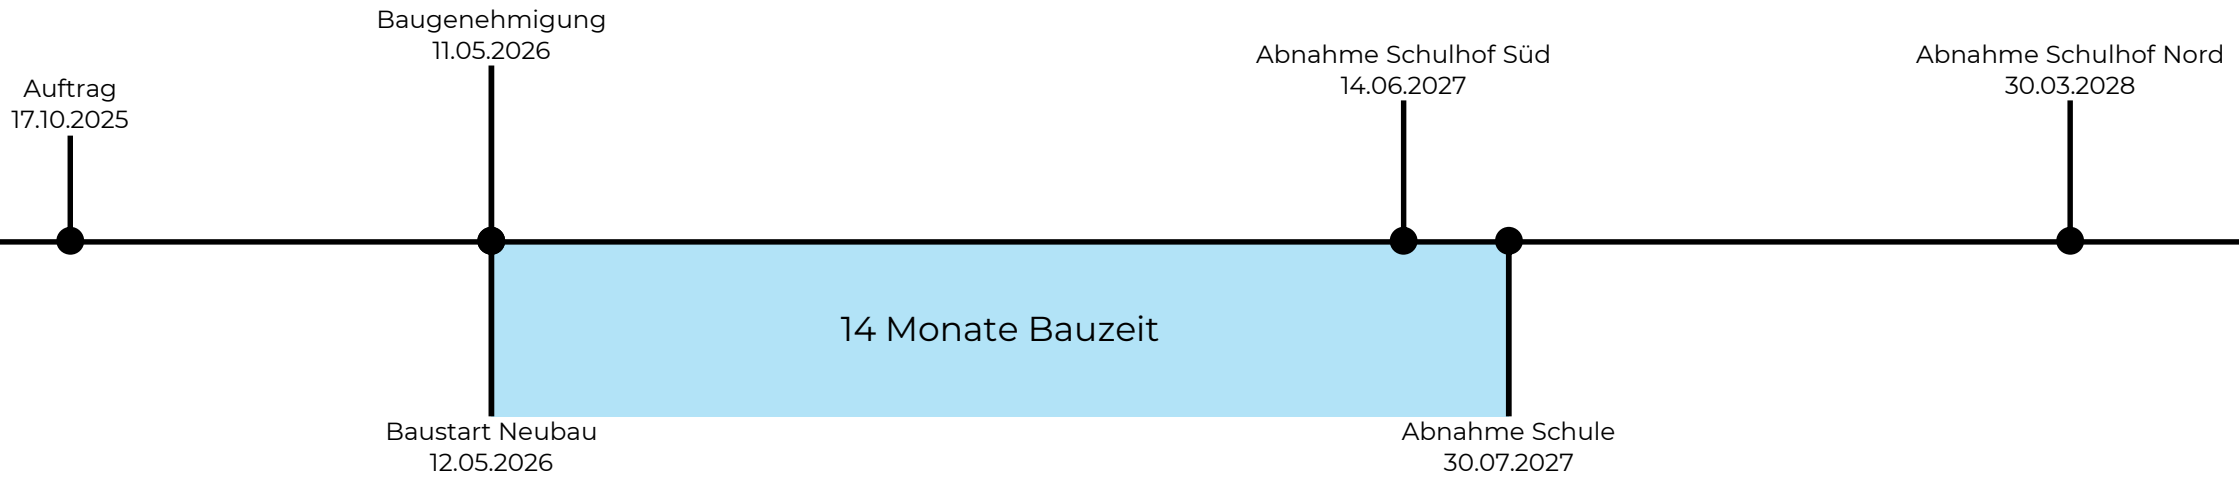 Auftrag
17.10.2025
Baugenehmigung
11.05.2026
Abnahme Schulhof Süd
14.06.2027
Abnahme Schulhof Nord
30.03.2028
14 Monate Bauzeit
Baustart Neubau
12.05.2026
Abnahme Schule
30.07.2027